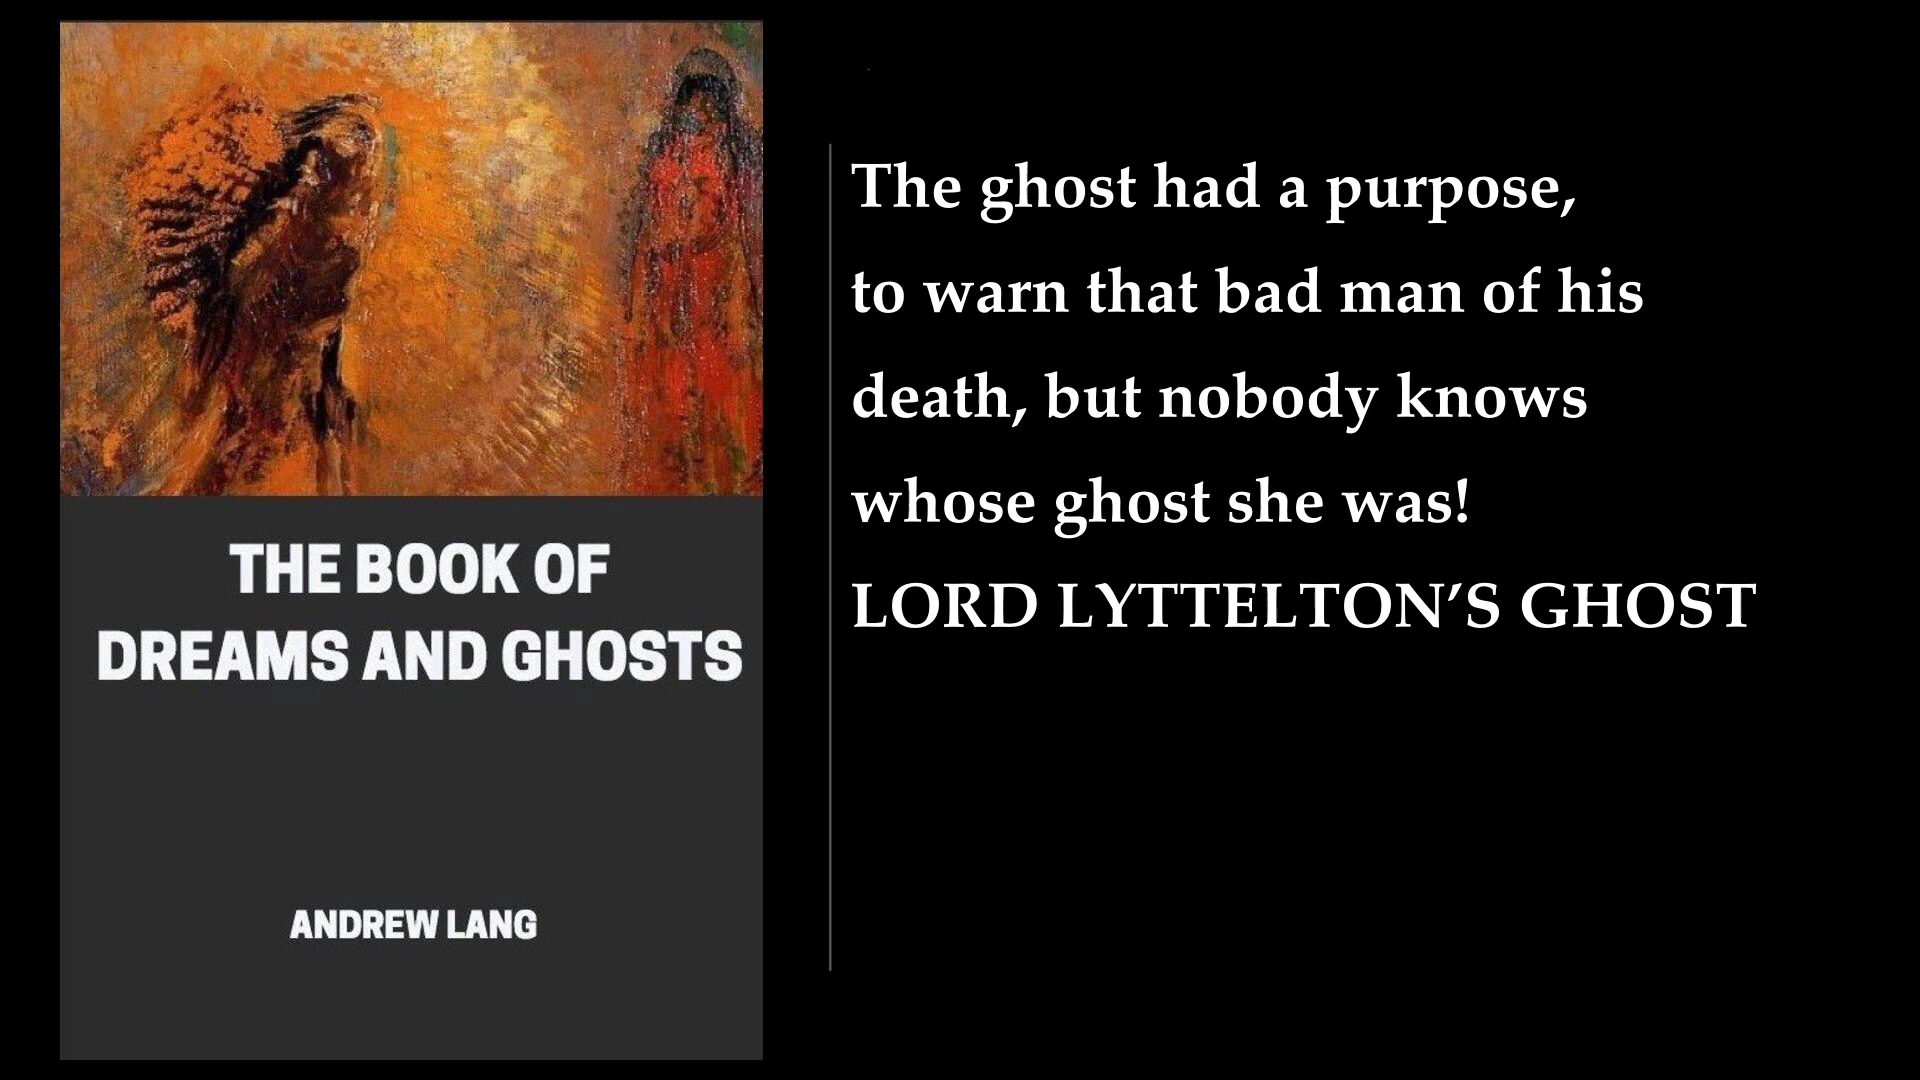 THE BOOK OF
DREAMS AND GHOSTS
ANDREW LANG
The ghost had a purpose,
to warn that bad man of his
death, but nobody knows
whose ghost she was!
LORD LYTTELTON’S GHOST